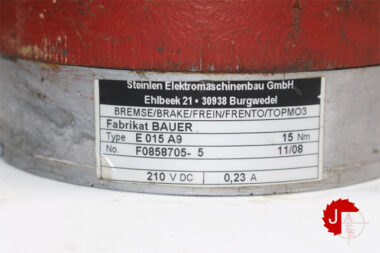 Steinlen Elektromaschinenbau GmbH
Ehlbeek 21 • 30938 Burgwedel
BREMSE/BRAKE/FREIN/FRENTO/TOPMO3
Fabrikat BAUER
Type E 015 A9 15 Nm
No. F0858705- 5 11/08
210 V DC 0,23 A